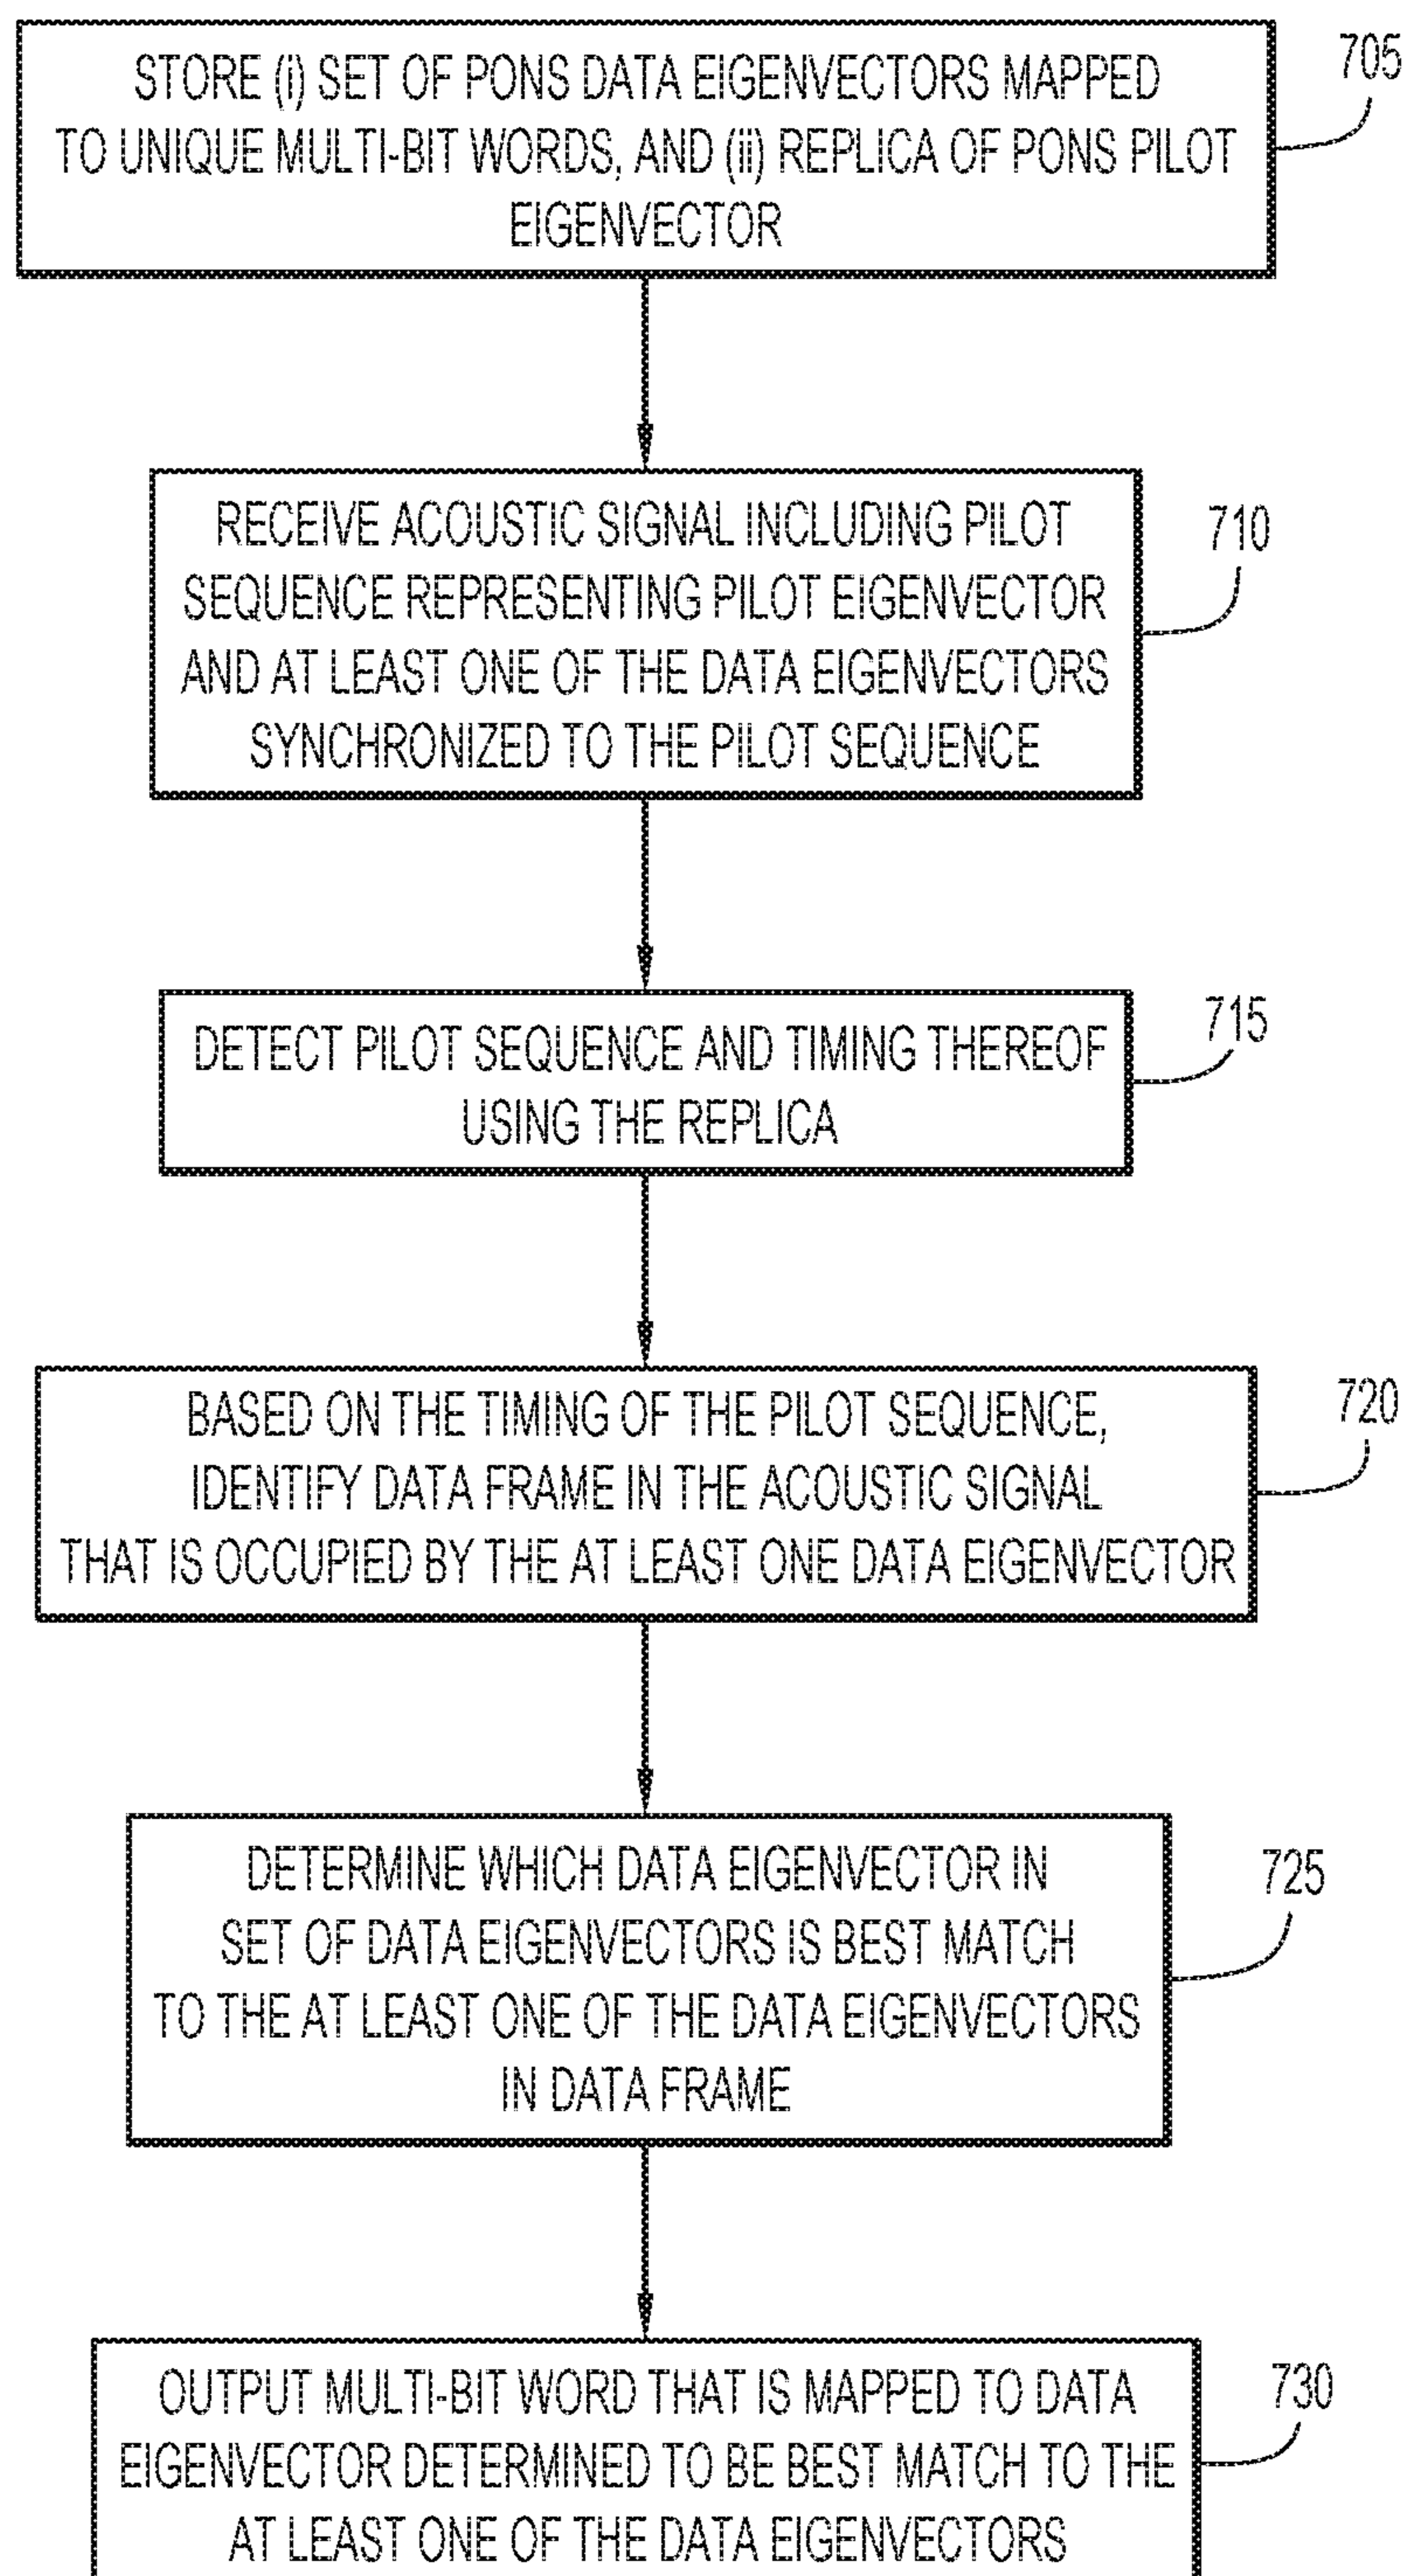 STORE (i) SET OF PONS DATA EIGENVECTORS MAPPED
TO UNIQUE MULTI-BIT WORDS, AND (ii) REPLICA OF PONS PILOT
EIGENVECTOR
705
RECEIVE ACOUSTIC SIGNAL INCLUDING PILOT
SEQUENCE REPRESENTING PILOT EIGENVECTOR
AND AT LEAST ONE OF THE DATA EIGENVECTORS
SYNCHRONIZED TO THE PILOT SEQUENCE
710
DETECT PILOT SEQUENCE AND TIMING THEREOF
USING THE REPLICA
715
BASED ON THE TIMING OF THE PILOT SEQUENCE,
IDENTIFY DATA FRAME IN THE ACOUSTIC SIGNAL
THAT IS OCCUPIED BY THE AT LEAST ONE DATA EIGENVECTOR
720
DETERMINE WHICH DATA EIGENVECTOR IN
SET OF DATA EIGENVECTORS IS BEST MATCH
TO THE AT LEAST ONE OF THE DATA EIGENVECTORS
IN DATA FRAME
725
OUTPUT MULTI-BIT WORD THAT IS MAPPED TO DATA
EIGENVECTOR DETERMINED TO BE BEST MATCH TO THE
AT LEAST ONE OF THE DATA EIGENVECTORS
730